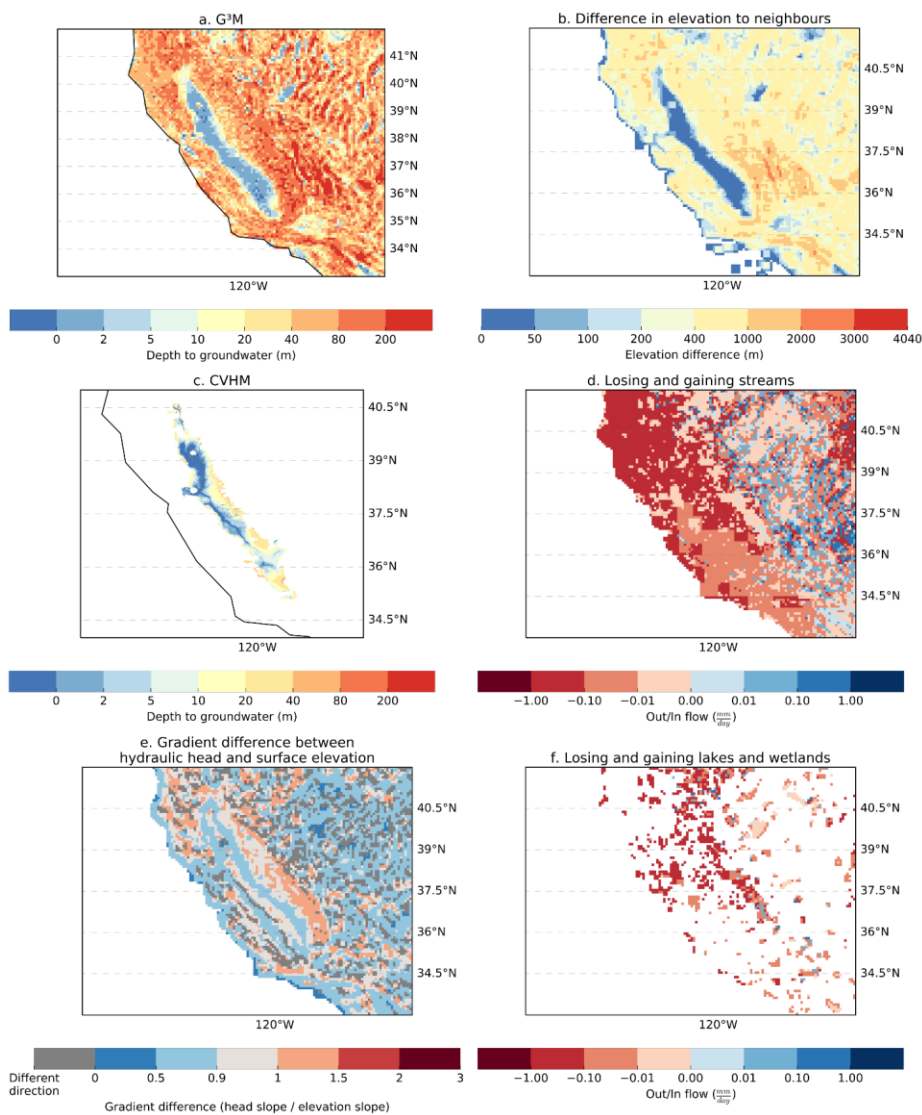 a. G³M
41°N
40°N
39°N
38°N
37°N
36°N
35°N
34°N
120°W
0 2 5 10 20 40 80 200
Depth to groundwater (m)
b. Difference in elevation to neighbours
40.5°N
39°N
37.5°N
36°N
34.5°N
120°W
0 50 100 200 400 1000 2000 3000 4040
Elevation difference (m)
c. CVHM
40.5°N
39°N
37.5°N
36°N
34.5°N
120°W
0 2 5 10 20 40 80 200
Depth to groundwater (m)
d. Losing and gaining streams
40.5°N
39°N
37.5°N
36°N
34.5°N
120°W
−1.00 −0.10 −0.01 0.00 0.01 0.10 1.00
Out/In flow (mm/day)
e. Gradient difference between
hydraulic head and surface elevation
40.5°N
39°N
37.5°N
36°N
34.5°N
120°W
Different
direction
0 0.5 0.9 1 1.5 2 3
Gradient difference (head slope / elevation slope)
f. Losing and gaining lakes and wetlands
40.5°N
39°N
37.5°N
36°N
34.5°N
120°W
−1.00 −0.10 −0.01 0.00 0.01 0.10 1.00
Out/In flow (mm/day)